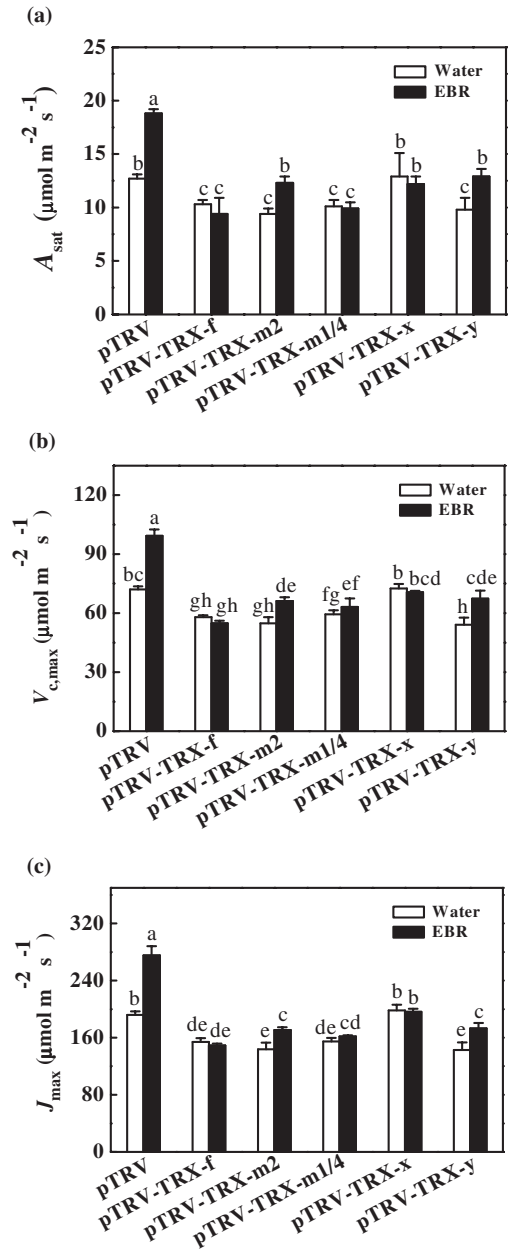 (a)
25
20
15
10
5
0
A_sat (μmol m⁻² s⁻¹)
Water
EBR
b a
c c
c b
c c
b b
c b
pTRV
pTRV-TRX-f
pTRV-TRX-m2
pTRV-TRX-m1/4
pTRV-TRX-x
pTRV-TRX-y
(b)
120
90
60
30
0
V_c,max (μmol m⁻² s⁻¹)
Water
EBR
bc a
gh gh
gh de
fg ef
b bcd
h cde
pTRV
pTRV-TRX-f
pTRV-TRX-m2
pTRV-TRX-m1/4
pTRV-TRX-x
pTRV-TRX-y
(c)
320
240
160
80
0
J_max (μmol m⁻² s⁻¹)
Water
EBR
b a
de de
e c
de cd
b b
e c
pTRV
pTRV-TRX-f
pTRV-TRX-m2
pTRV-TRX-m1/4
pTRV-TRX-x
pTRV-TRX-y